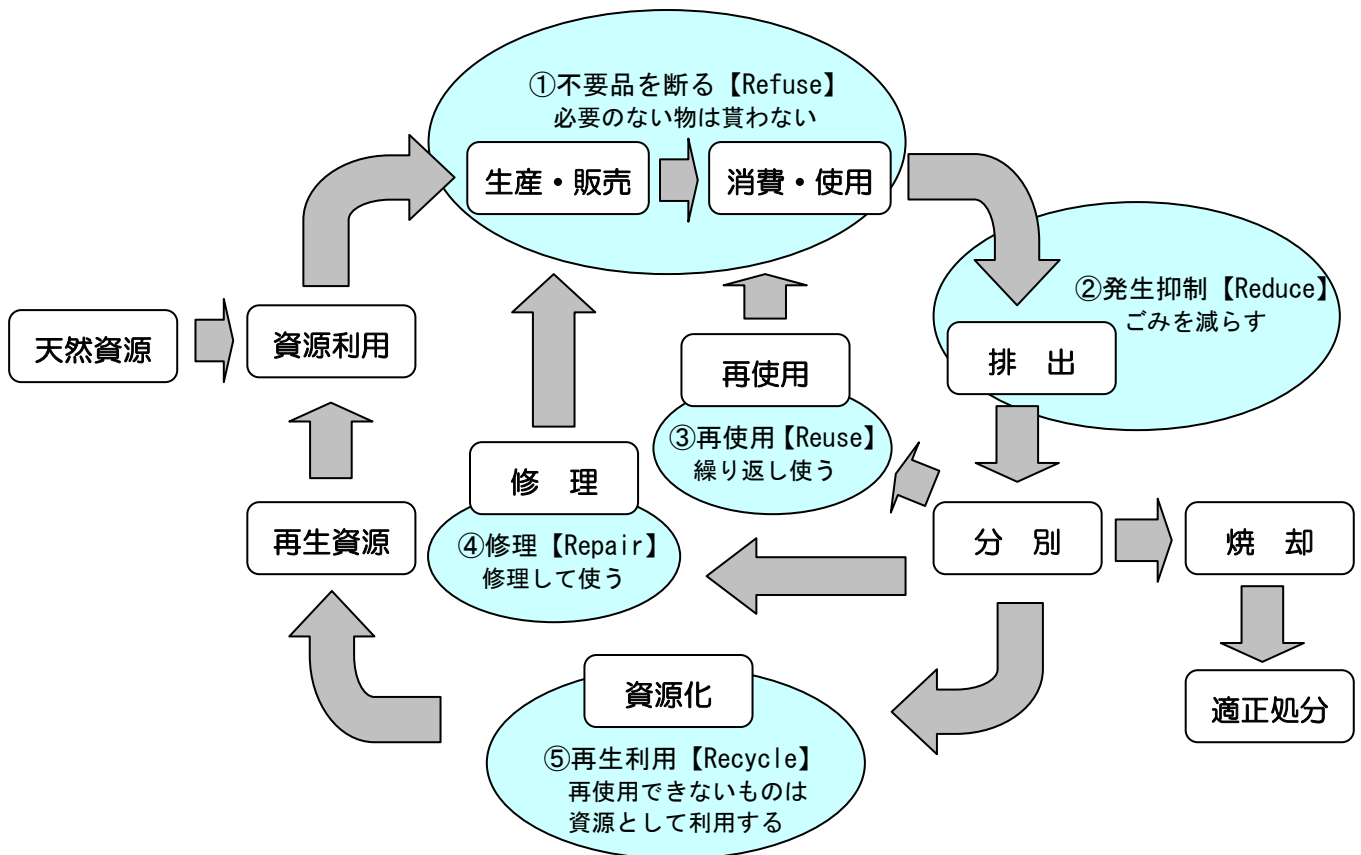 ①不要品を断る【Refuse】
必要のない物は貰わない
生産・販売
消費・使用
②発生抑制【Reduce】
ごみを減らす
天然資源
資源利用
再使用
排　出
③再使用【Reuse】
繰り返し使う
修　理
再生資源
④修理【Repair】
修理して使う
分　別
焼　却
資源化
適正処分
⑤再生利用【Recycle】
再使用できないものは
資源として利用する